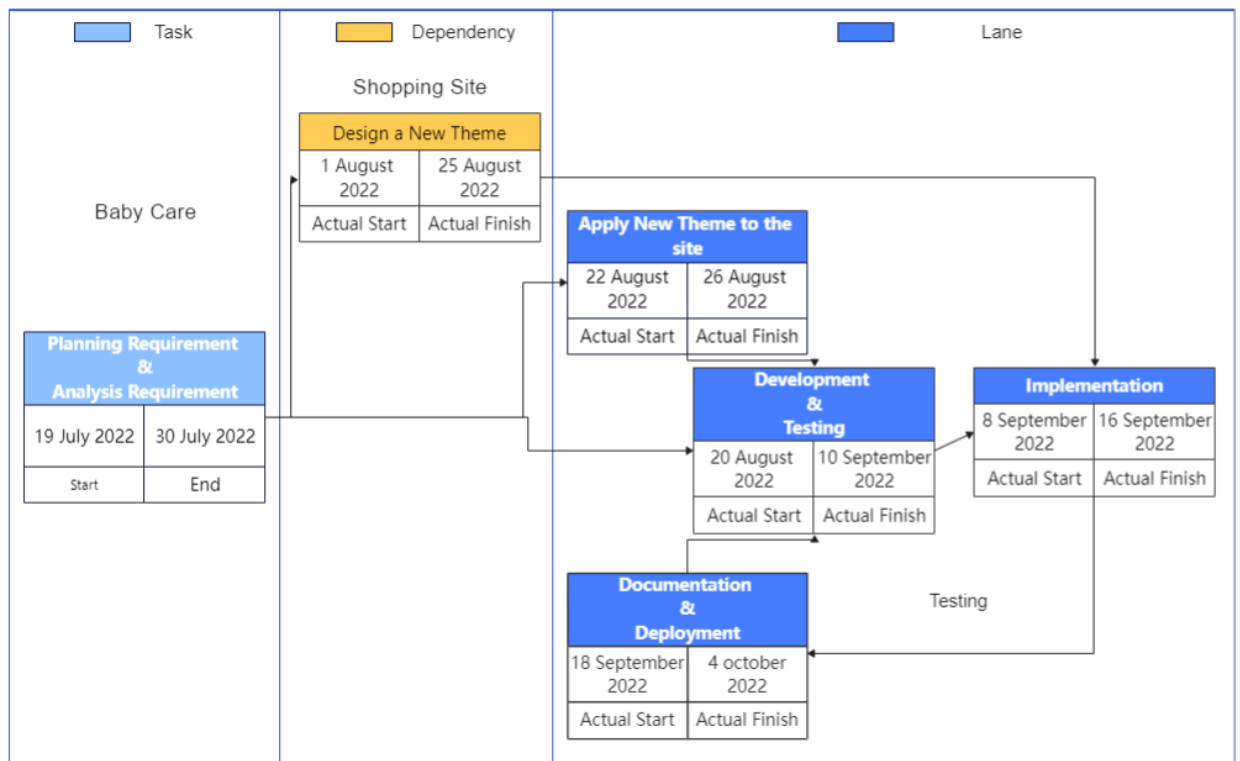 Task
Dependency
Lane
Shopping Site
Design a New Theme
1 August
2022
25 August
2022
Actual Start
Actual Finish
Baby Care
Apply New Theme to the
site
22 August
2022
26 August
2022
Actual Start
Actual Finish
Planning Requirement
&
Analysis Requirement
19 July 2022
30 July 2022
Start
End
Development
&
Testing
20 August
2022
10 September
2022
Actual Start
Actual Finish
Implementation
8 September
2022
16 September
2022
Actual Start
Actual Finish
Documentation
&
Deployment
18 September
2022
4 october
2022
Actual Start
Actual Finish
Testing